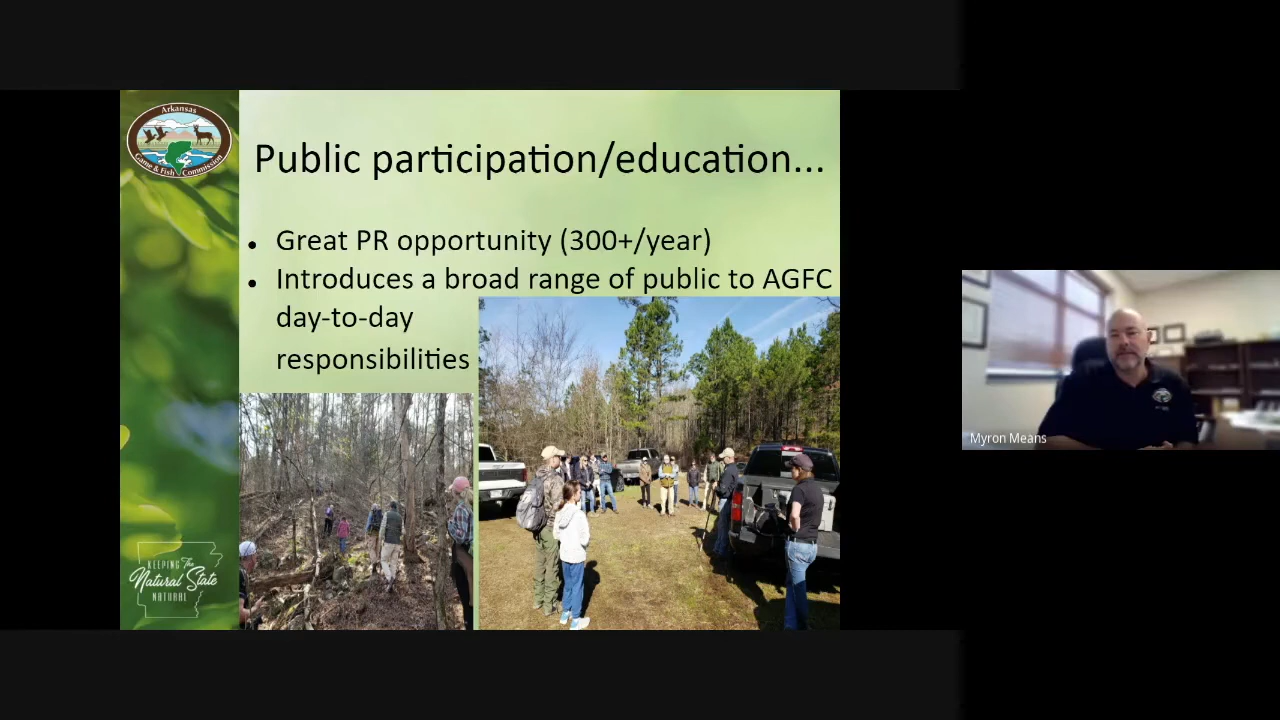 Arkansas
Game & Fish Commission
Public participation/education...
• Great PR opportunity (300+/year)
• Introduces a broad range of public to AGFC
day-to-day
responsibilities
KEEPING The
Natural State
NATURAL
Myron Means